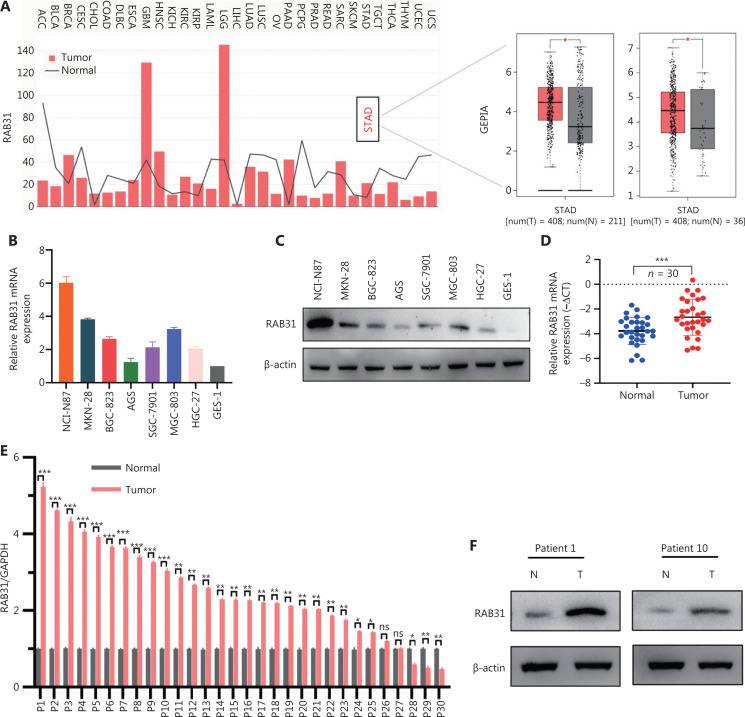 A
ACC
BLCA
BRCA
CESC
CHOL
COAD
DLBC
ESCA
GBM
HNSC
KICH
KIRC
KIRP
LAML
LGG
LIHC
LUAD
LUSC
OV
PAAD
PCPG
PRAD
READ
SARC
SKCM
STAD
TGCT
THCA
THYM
UCEC
UCS
Tumor
Normal
RAB31
140
120
100
80
60
40
20
0
STAD
GEPIA
6
4
2
0
*
STAD
[num(T) = 408; num(N) = 211]
7
6
5
4
3
2
1
*
STAD
[num(T) = 408; num(N) = 36]
B
Relative RAB31 mRNA
expression
8
6
4
2
0
NCI-N87
MKN-28
BGC-823
AGS
SGC-7901
MGC-803
HGC-27
GES-1
C
NCI-N87
MKN-28
BGC-823
AGS
SGC-7901
MGC-803
HGC-27
GES-1
RAB31
β-actin
D
Relative RAB31 mRNA
expression (−ΔCT)
2
0
−2
−4
−6
−8
***
n = 30
Normal
Tumor
E
Normal
Tumor
RAB31/GAPDH
6
4
2
0
***
***
***
***
***
***
***
***
***
***
**
**
**
**
**
**
**
**
**
**
**
**
**
*
*
ns
ns
*
**
**
P1
P2
P3
P4
P5
P6
P7
P8
P9
P10
P11
P12
P13
P14
P15
P16
P17
P18
P19
P20
P21
P22
P23
P24
P25
P26
P27
P28
P29
P30
F
Patient 1
Patient 10
N T N T
RAB31
β-actin